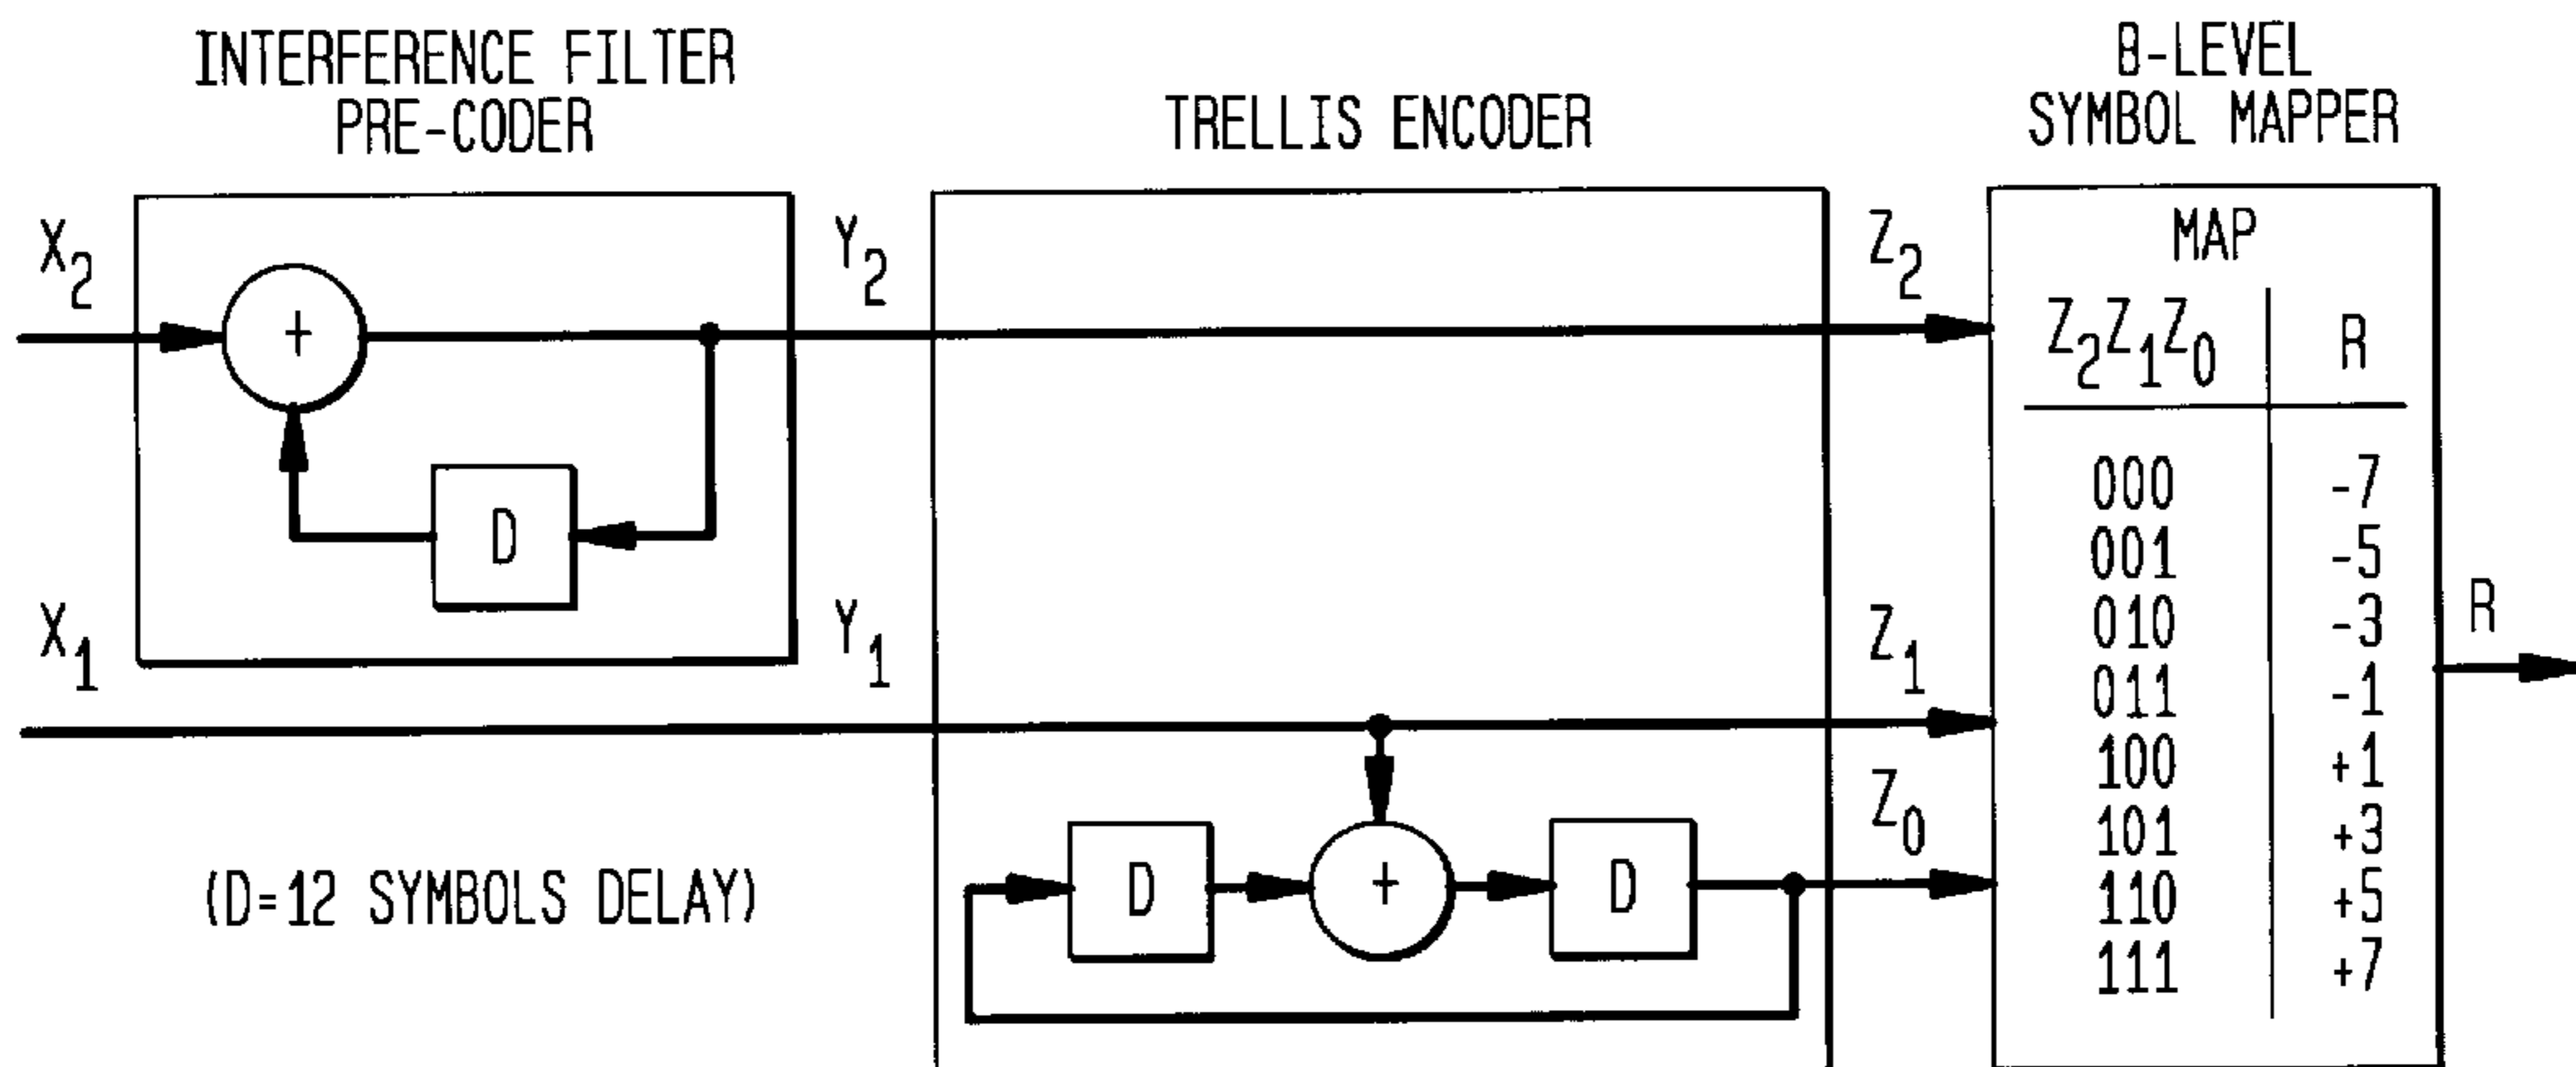 INTERFERENCE FILTER
PRE-CODER
TRELLIS ENCODER
8-LEVEL
SYMBOL MAPPER
X2
Y2
Z2
MAP
Z2Z1Z0 R
+
D
X1
Y1
Z1
000 -7
001 -5
010 -3
011 -1
100 +1
101 +3
110 +5
111 +7
R
Z0
D
+
D
(D=12 SYMBOLS DELAY)